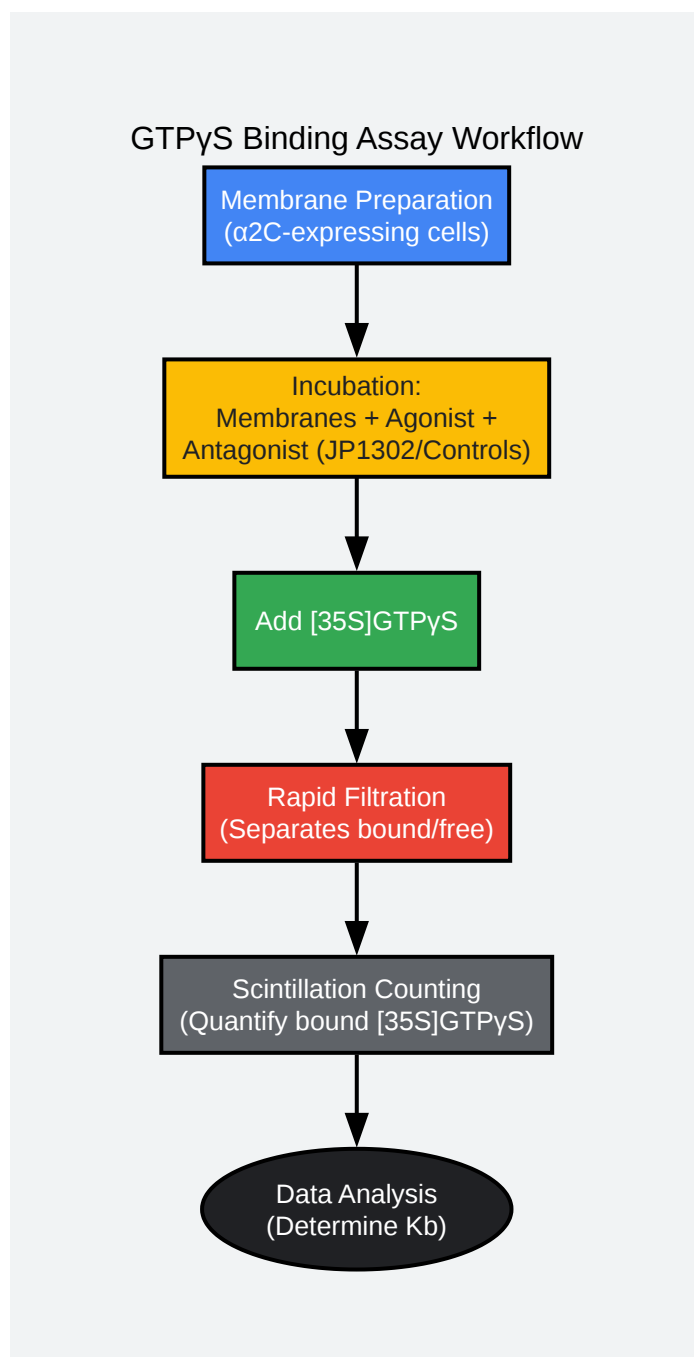 GTPγS Binding Assay Workflow
Membrane Preparation
(α2C-expressing cells)
Incubation:
Membranes + Agonist +
Antagonist (JP1302/Controls)
Add [35S]GTPγS
Rapid Filtration
(Separates bound/free)
Scintillation Counting
(Quantify bound [35S]GTPγS)
Data Analysis
(Determine Kb)